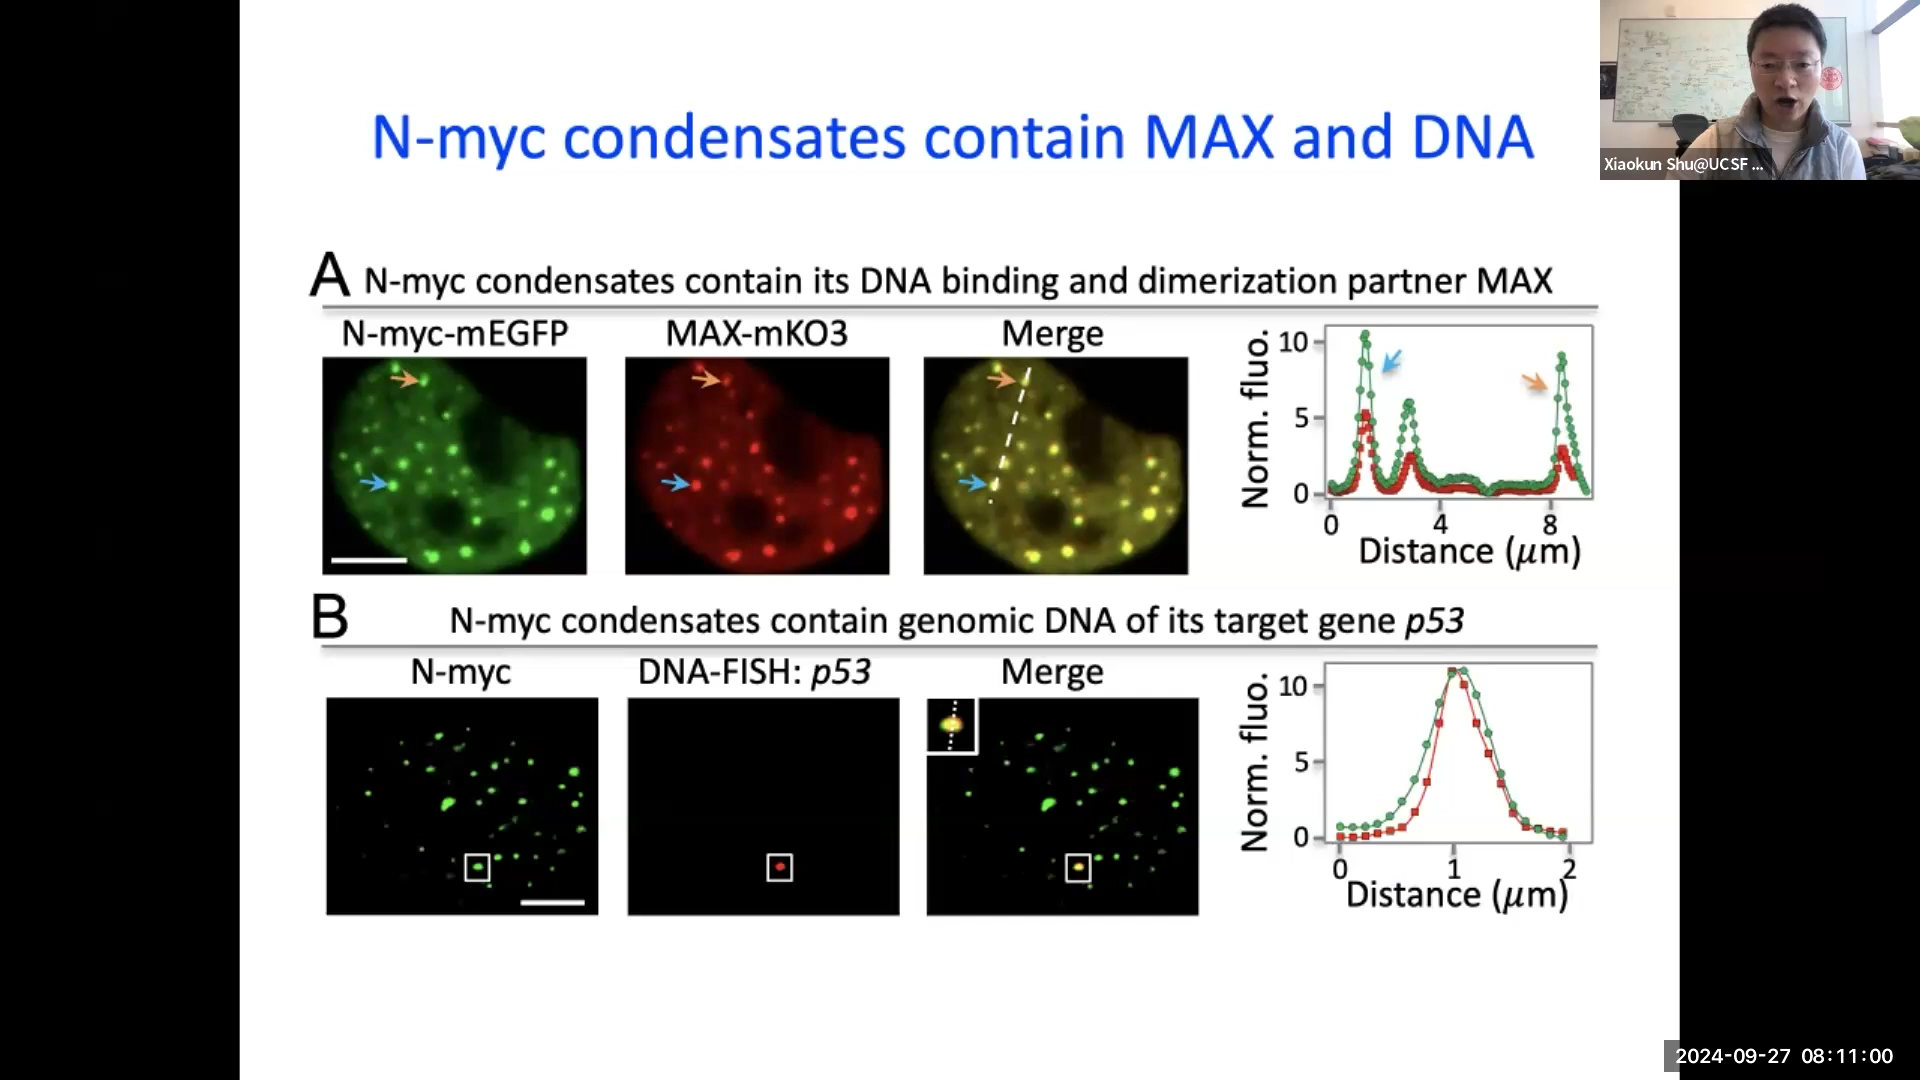 N-myc condensates contain MAX and DNA
Xiaokun Shu@UCSF ...
A N-myc condensates contain its DNA binding and dimerization partner MAX
N-myc-mEGFP MAX-mKO3 Merge
Norm. fluo.
10
5
0
0 4 8
Distance (μm)
B N-myc condensates contain genomic DNA of its target gene p53
N-myc DNA-FISH: p53 Merge
Norm. fluo.
10
5
0
0 1 2
Distance (μm)
2024-09-27 08:11:00